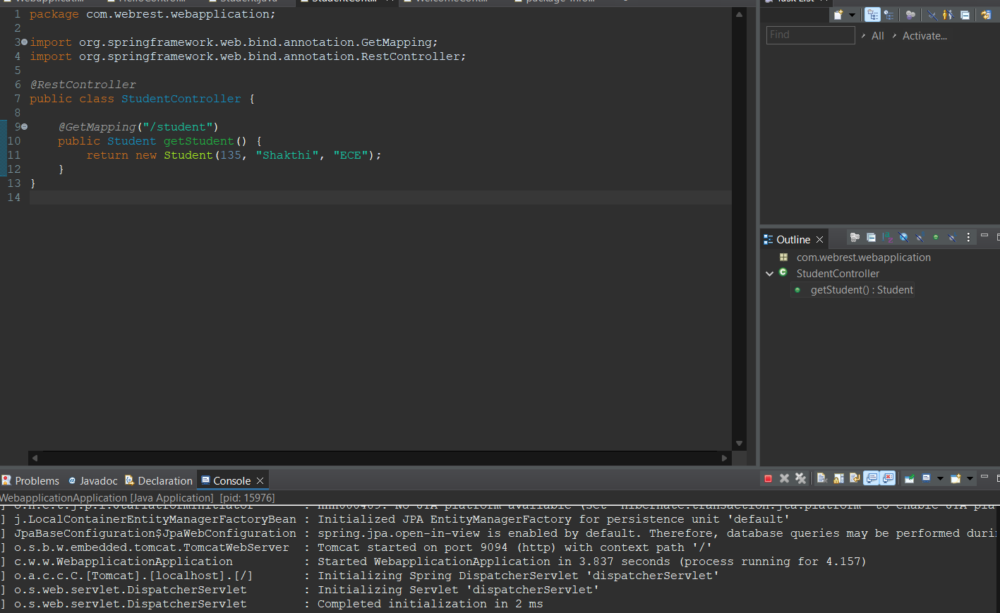 package com.webrest.webapplication;
import org.springframework.web.bind.annotation.GetMapping;
import org.springframework.web.bind.annotation.RestController;
@RestController
public class StudentController {
@GetMapping("/student")
public Student getStudent() {
return new Student(135, "Shakthi", "ECE");
}
}
1
2
3
4
5
6
7
8
9
10
11
12
13
14
Find
All
Activate...
Outline
com.webrest.webapplication
StudentController
getStudent() : Student
Problems
Javadoc
Declaration
Console
WebapplicationApplication [Java Application] [pid: 15976]
] j.LocalContainerEntityManagerFactoryBean : Initialized JPA EntityManagerFactory for persistence unit 'default'
] JpaBaseConfiguration$JpaWebConfiguration : spring.jpa.open-in-view is enabled by default. Therefore, database queries may be performed duri
] o.s.b.w.embedded.tomcat.TomcatWebServer : Tomcat started on port 9094 (http) with context path '/'
] c.w.w.WebapplicationApplication : Started WebapplicationApplication in 3.837 seconds (process running for 4.157)
] o.a.c.c.C.[Tomcat].[localhost].[/] : Initializing Spring DispatcherServlet 'dispatcherServlet'
] o.s.web.servlet.DispatcherServlet : Initializing Servlet 'dispatcherServlet'
] o.s.web.servlet.DispatcherServlet : Completed initialization in 2 ms